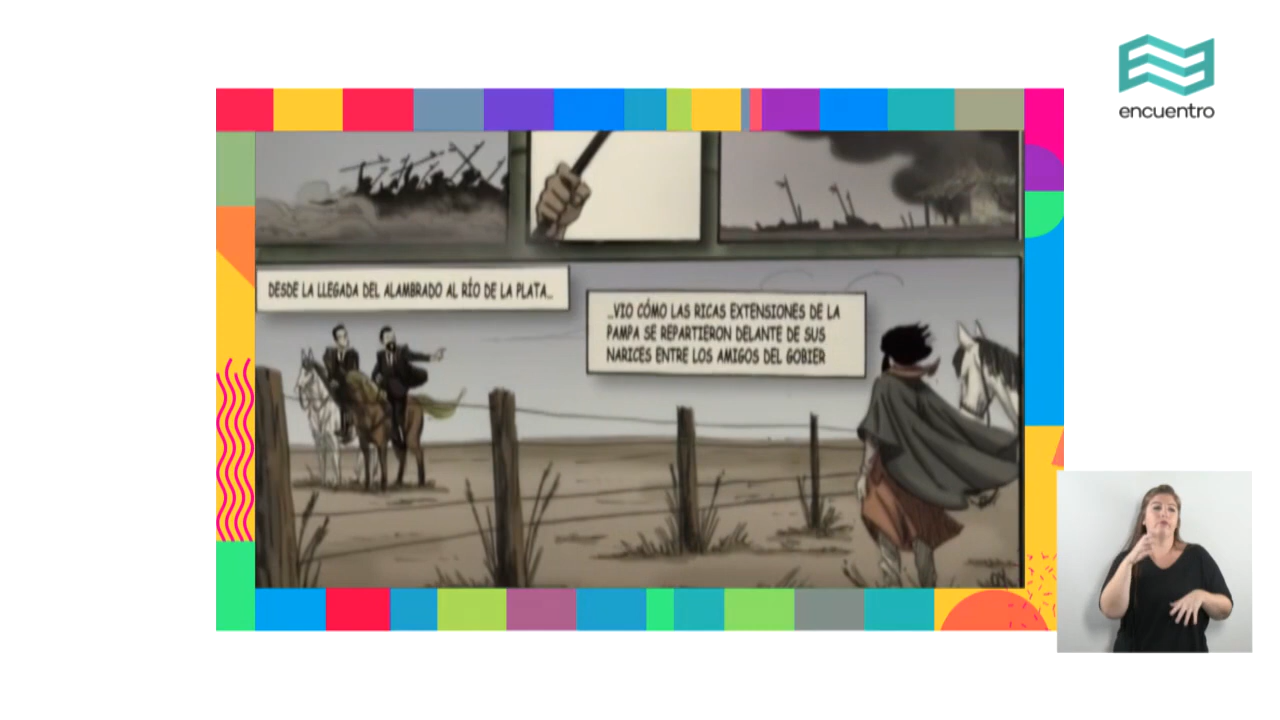 encuentro
DESDE LA LLEGADA DEL ALAMBRADO AL RÍO DE LA PLATA...
...VIO CÓMO LAS RICAS EXTENSIONES DE LA
PAMPA SE REPARTIERON DELANTE DE SUS
NARICES ENTRE LOS AMIGOS DEL GOBIER